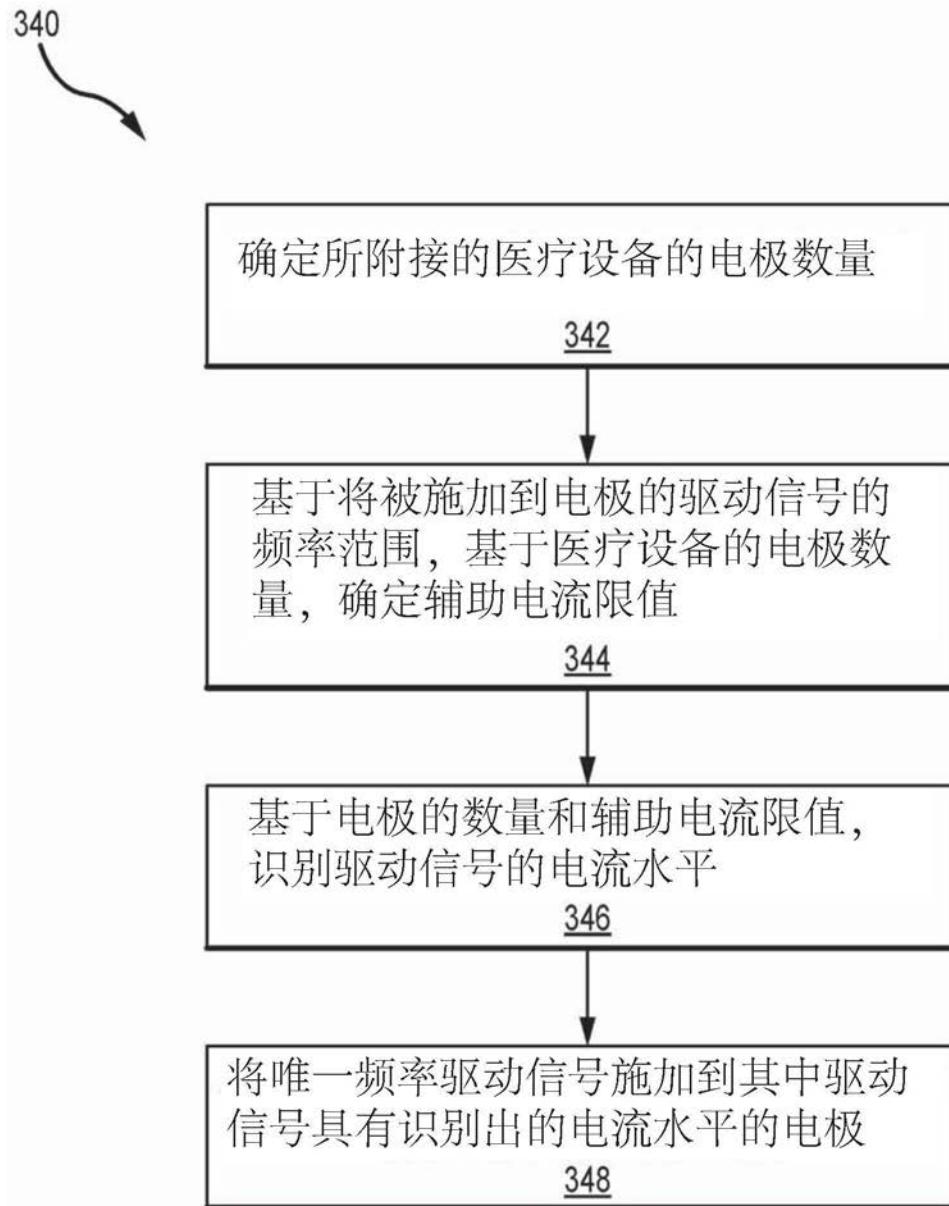 340
确定所附接的医疗设备的电极数量
342
基于将被施加到电极的驱动信号的
频率范围，基于医疗设备的电极数
量，确定辅助电流限值
344
基于电极的数量和辅助电流限值，
识别驱动信号的电流水平
346
将唯一频率驱动信号施加到其中驱动
信号具有识别出的电流水平的电极
348